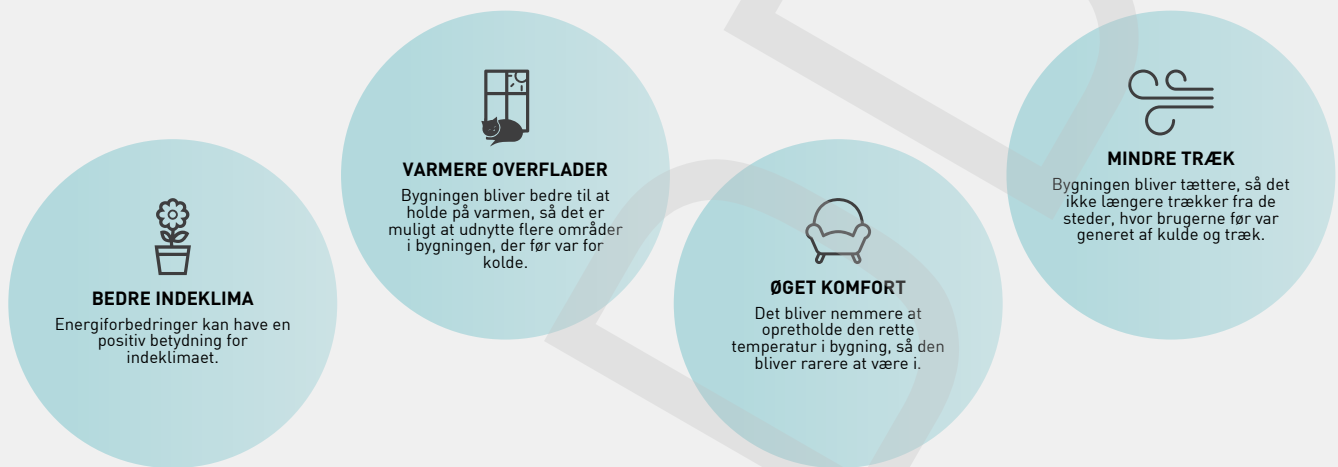 BEDRE INDEKLIMA
Energiforbedringer kan have en
positiv betydning for
indeklimaet.
VARMERE OVERFLADER
Bygningen bliver bedre til at
holde på varmen, så det er
muligt at udnytte flere områder
i bygningen, der før var for
kolde.
ØGET KOMFORT
Det bliver nemmere at
opretholde den rette
temperatur i bygning, så den
bliver rarere at være i.
MINDRE TRÆK
Bygningen bliver tættere, så det
ikke længere trækker fra de
steder, hvor brugerne før var
generet af kulde og træk.